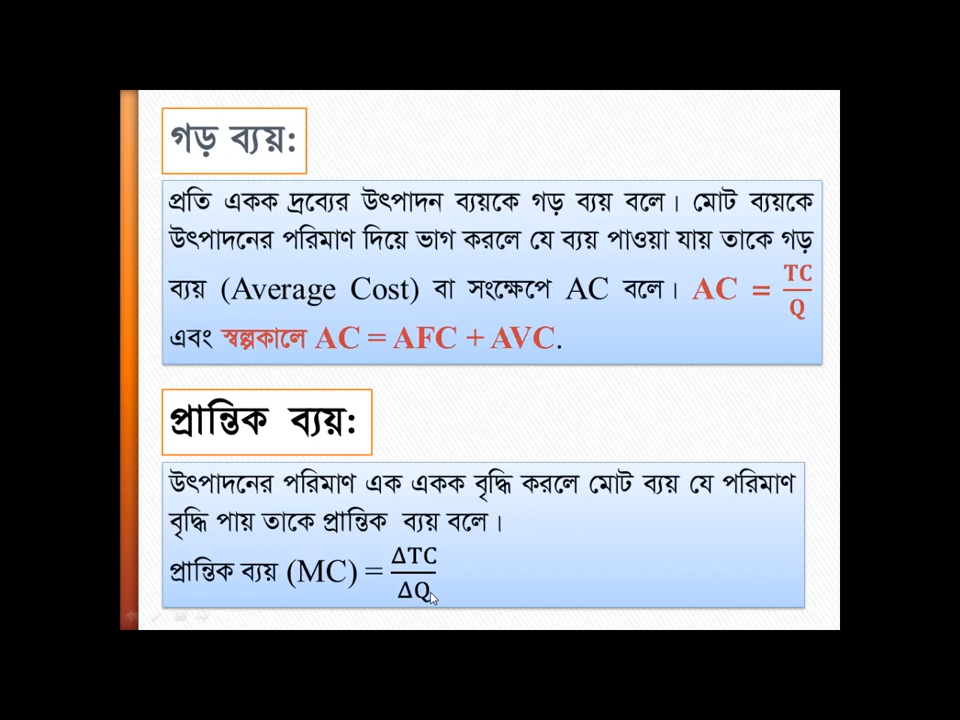 গড় ব্যয়:
প্রতি একক দ্রব্যের উৎপাদন ব্যয়কে গড় ব্যয় বলে। মোট ব্যয়কে
উৎপাদনের পরিমাণ দিয়ে ভাগ করলে যে ব্যয় পাওয়া যায় তাকে গড়
ব্যয় (Average Cost) বা সংক্ষেপে AC বলে। AC = TC/Q
এবং স্বল্পকালে AC = AFC + AVC.
প্রান্তিক ব্যয়:
উৎপাদনের পরিমাণ এক একক বৃদ্ধি করলে মোট ব্যয় যে পরিমাণ
বৃদ্ধি পায় তাকে প্রান্তিক ব্যয় বলে।
প্রান্তিক ব্যয় (MC) = ΔTC/ΔQ